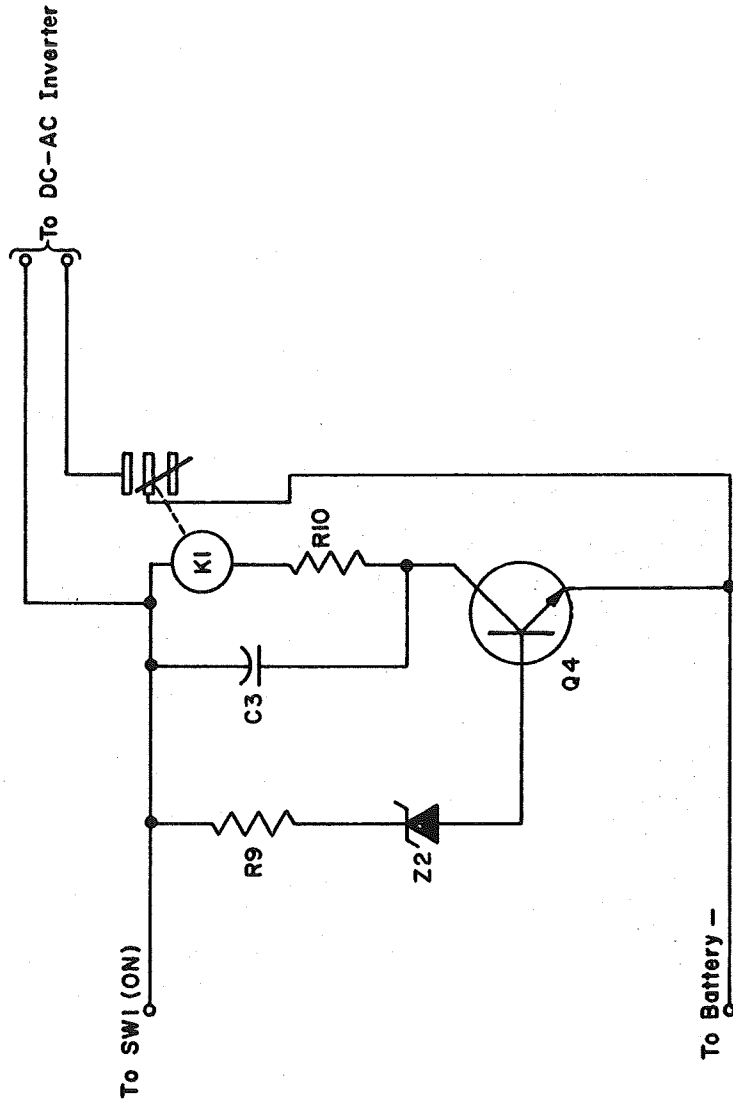 To SW1 (ON)
To DC-AC Inverter
R9
C3
K1
R10
Z2
Q4
To Battery –